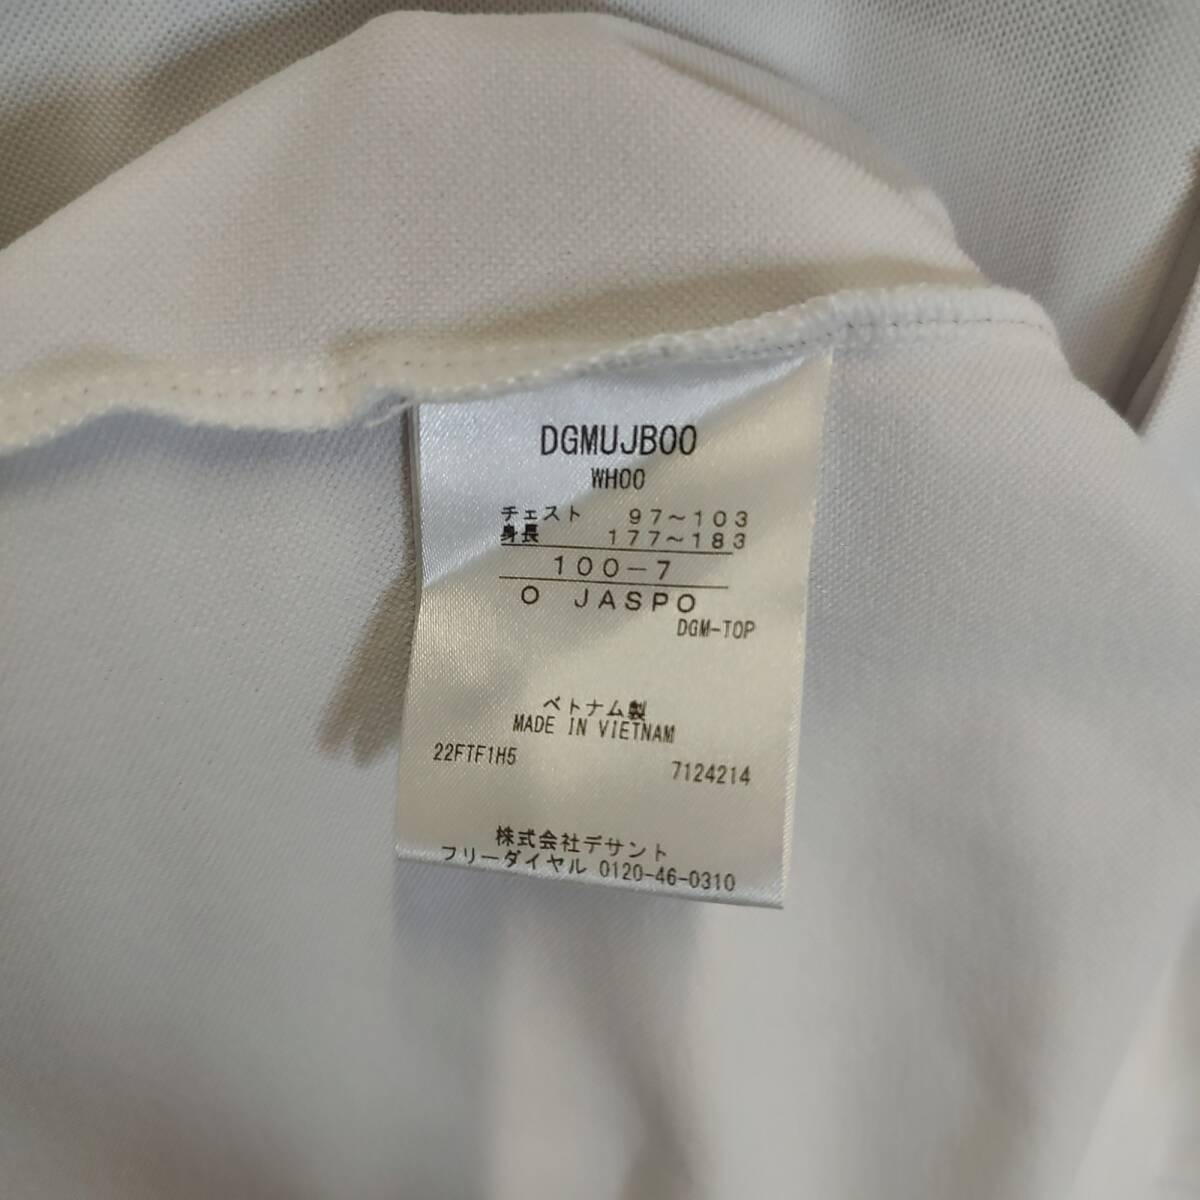 DGMUJB00
WH00
チェスト 97～103
身長 177～183
100－7
O JASPO
DGM-TOP
ベトナム製
MADE IN VIETNAM
22FTF1H5 7124214
株式会社デサント
フリーダイヤル 0120-46-0310